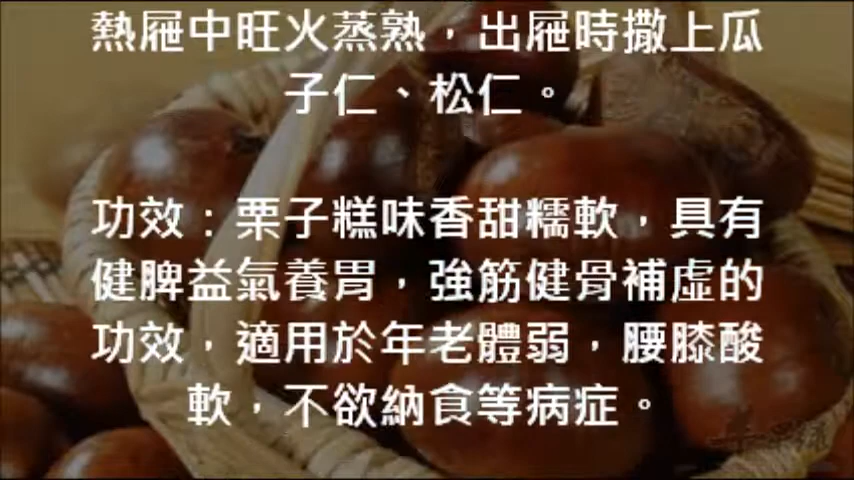 熱屜中旺火蒸熟，出屜時撒上瓜
子仁、松仁。
功效：栗子糕味香甜糯軟，具有
健脾益氣養胃，強筋健骨補虛的
功效，適用於年老體弱，腰膝酸
軟，不欲納食等病症。